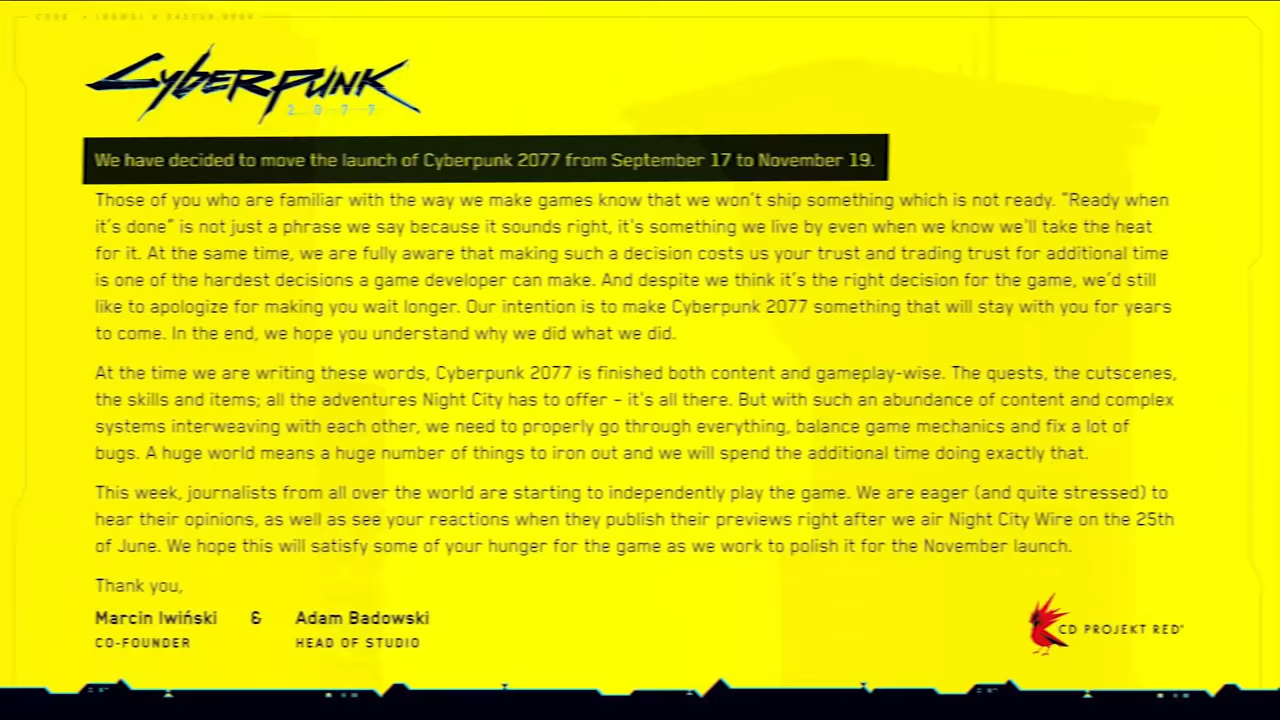 CYBERPUNK
2077
We have decided to move the launch of Cyberpunk 2077 from September 17 to November 19.
Those of you who are familiar with the way we make games know that we won't ship something which is not ready. "Ready when
it's done" is not just a phrase we say because it sounds right, it's something we live by even when we know we'll take the heat
for it. At the same time, we are fully aware that making such a decision costs us your trust and trading trust for additional time
is one of the hardest decisions a game developer can make. And despite we think it's the right decision for the game, we'd still
like to apologize for making you wait longer. Our intention is to make Cyberpunk 2077 something that will stay with you for years
to come. In the end, we hope you understand why we did what we did.
At the time we are writing these words, Cyberpunk 2077 is finished both content and gameplay-wise. The quests, the cutscenes,
the skills and items; all the adventures Night City has to offer – it's all there. But with such an abundance of content and complex
systems interweaving with each other, we need to properly go through everything, balance game mechanics and fix a lot of
bugs. A huge world means a huge number of things to iron out and we will spend the additional time doing exactly that.
This week, journalists from all over the world are starting to independently play the game. We are eager (and quite stressed) to
hear their opinions, as well as see your reactions when they publish their previews right after we air Night City Wire on the 25th
of June. We hope this will satisfy some of your hunger for the game as we work to polish it for the November launch.
Thank you,
Marcin Iwiński & Adam Badowski
CO-FOUNDER HEAD OF STUDIO
CD PROJEKT RED®